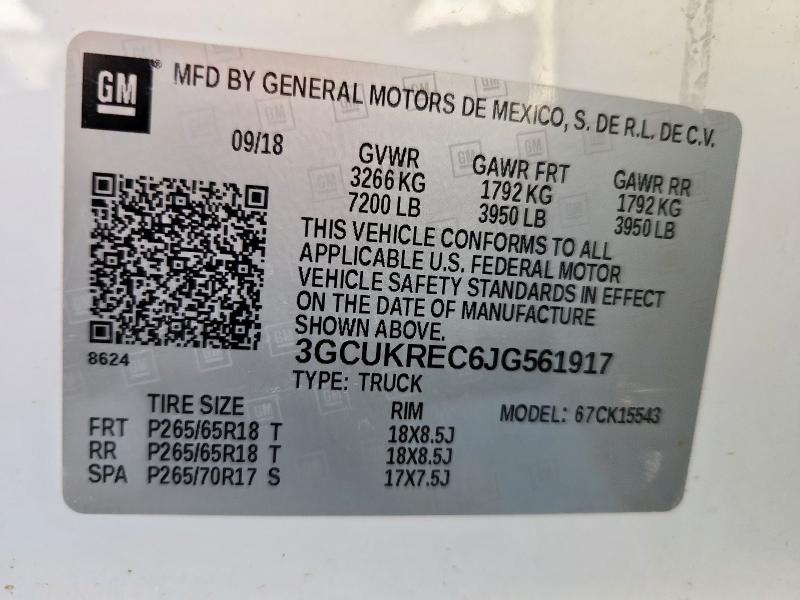 GM MFD BY GENERAL MOTORS DE MEXICO, S. DE R.L. DE C.V.
09/18 GVWR GAWR FRT GAWR RR
3266 KG 1792 KG 1792 KG
7200 LB 3950 LB 3950 LB
THIS VEHICLE CONFORMS TO ALL
APPLICABLE U.S. FEDERAL MOTOR
VEHICLE SAFETY STANDARDS IN EFFECT
ON THE DATE OF MANUFACTURE
SHOWN ABOVE.
8624 3GCUKREC6JG561917
TYPE: TRUCK
TIRE SIZE RIM MODEL: 67CK15543
FRT P265/65R18 T 18X8.5J
RR P265/65R18 T 18X8.5J
SPA P265/70R17 S 17X7.5J